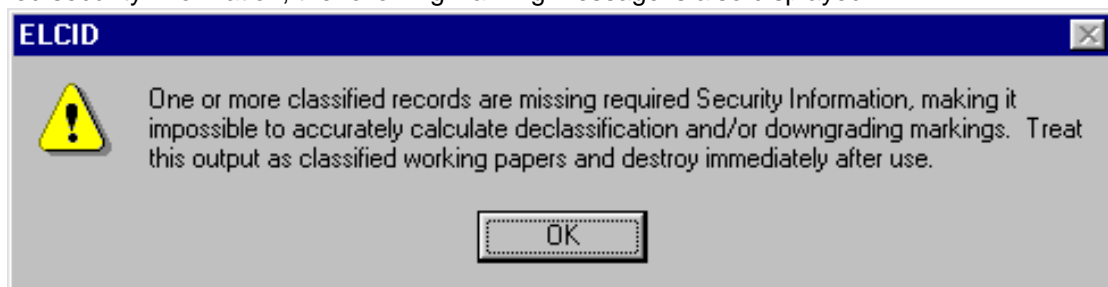 ELCID
One or more classified records are missing required Security Information, making it
impossible to accurately calculate declassification and/or downgrading markings.  Treat
this output as classified working papers and destroy immediately after use.
OK